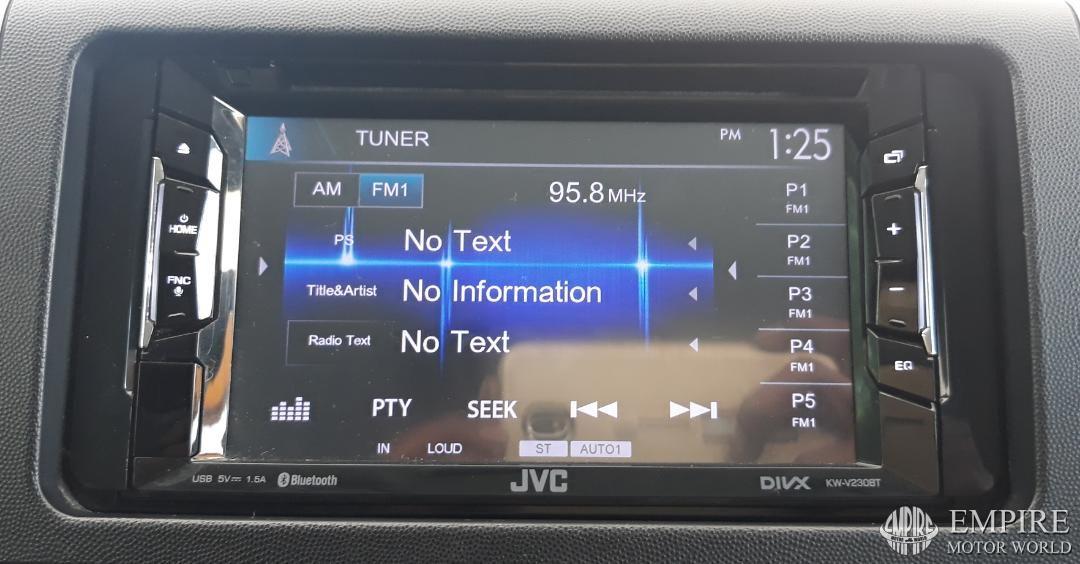 TUNER
PM 1:25
AM FM1 95.8 MHz
P1
FM1
PS No Text
P2
FM1
Title&Artist No Information
P3
FM1
Radio Text No Text
P4
FM1
PTY SEEK
P5
FM1
IN LOUD ST AUTO1
HOME
FNC
+
−
EQ
USB 5V⎓ 1.5A Bluetooth JVC DIVX KW-V230BT
EMPIRE
MOTOR WORLD